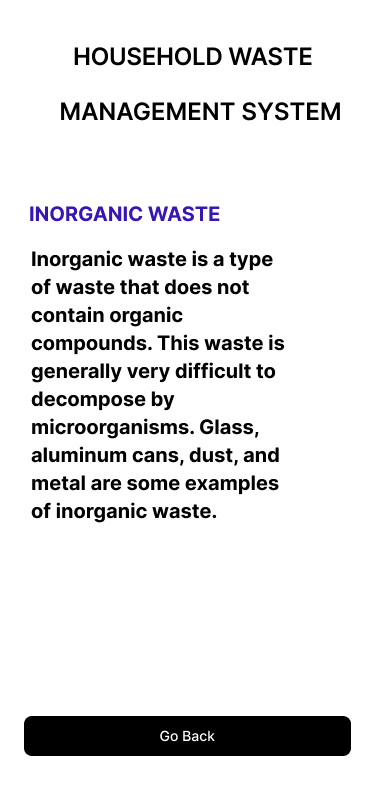 HOUSEHOLD WASTE
MANAGEMENT SYSTEM
INORGANIC WASTE
Inorganic waste is a type
of waste that does not
contain organic
compounds. This waste is
generally very difficult to
decompose by
microorganisms. Glass,
aluminum cans, dust, and
metal are some examples
of inorganic waste.
Go Back